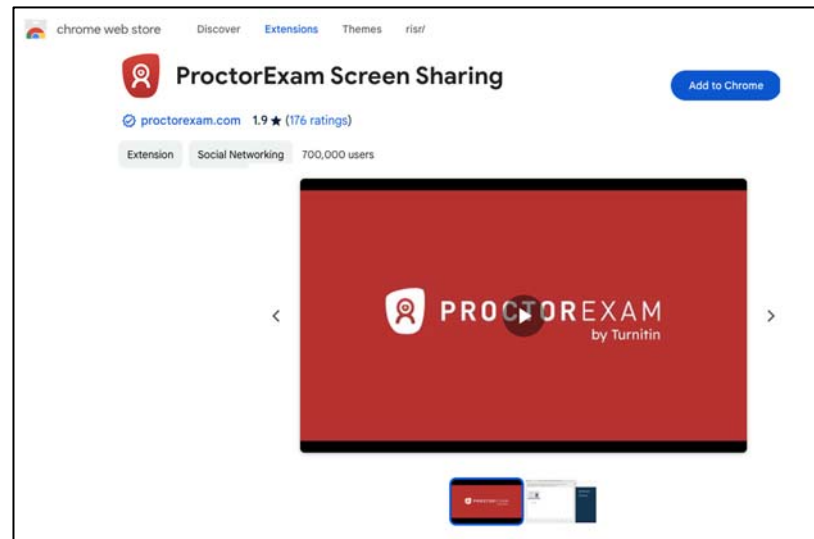 chrome web store Discover Extensions Themes risr/
ProctorExam Screen Sharing
Add to Chrome
proctorexam.com 1.9 ★ (176 ratings)
Extension Social Networking 700,000 users
PROCTOREXAM
by Turnitin